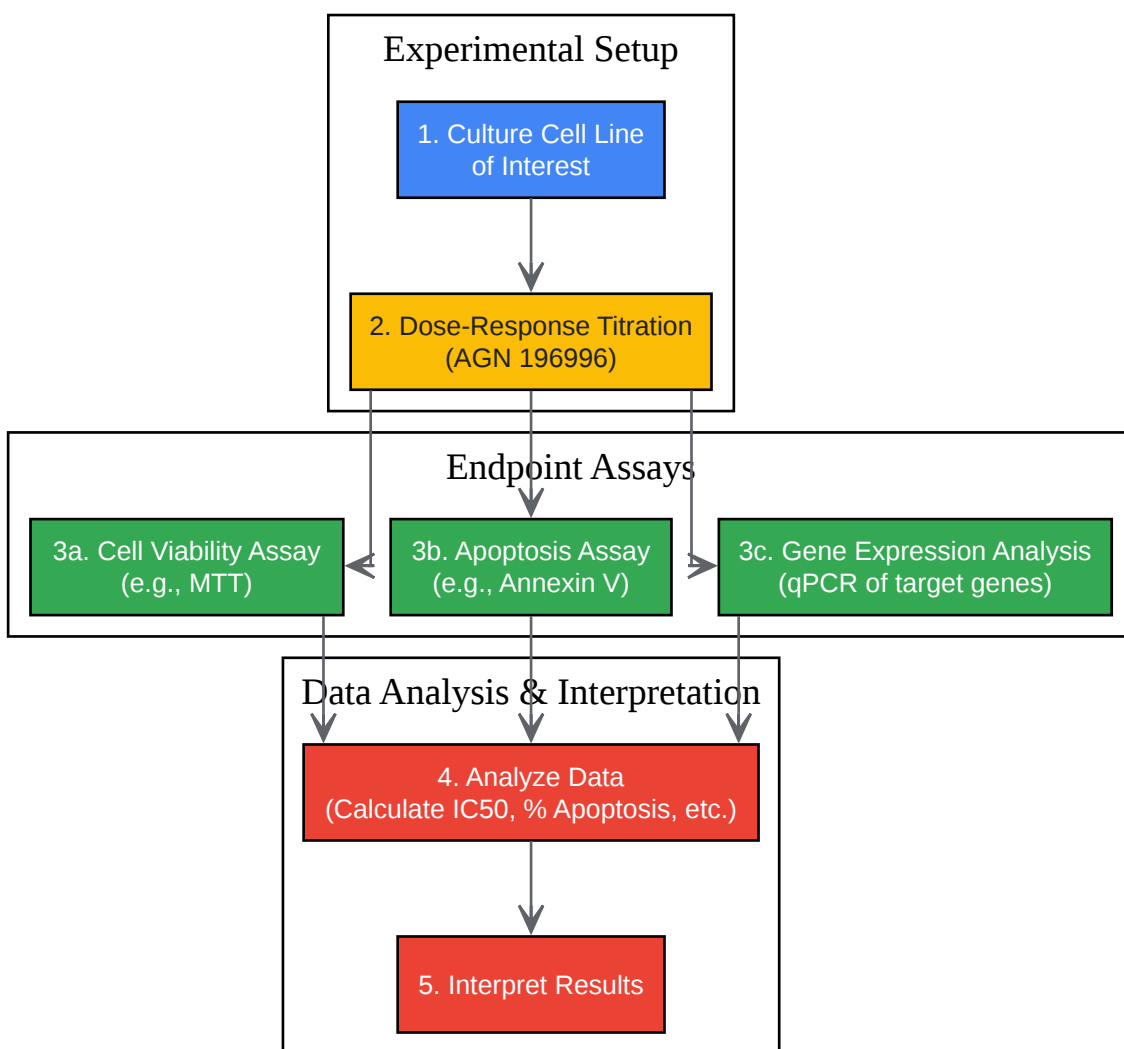 Experimental Setup
1. Culture Cell Line
of Interest
2. Dose-Response Titration
(AGN 196996)
Endpoint Assays
3a. Cell Viability Assay
(e.g., MTT)
3b. Apoptosis Assay
(e.g., Annexin V)
3c. Gene Expression Analysis
(qPCR of target genes)
Data Analysis & Interpretation
4. Analyze Data
(Calculate IC50, % Apoptosis, etc.)
5. Interpret Results